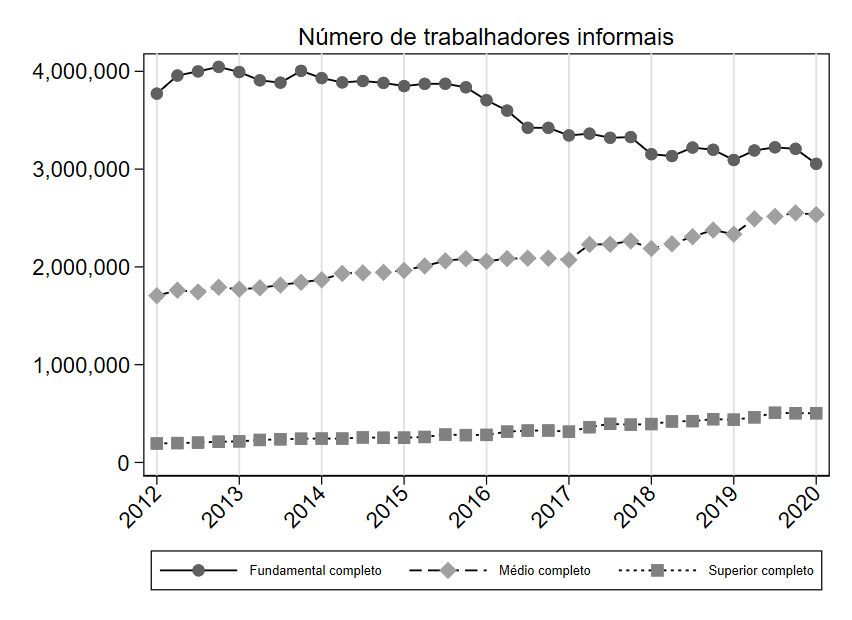 Número de trabalhadores informais
4,000,000
3,000,000
2,000,000
1,000,000
0
2012 2013 2014 2015 2016 2017 2018 2019 2020
Fundamental completo Médio completo Superior completo